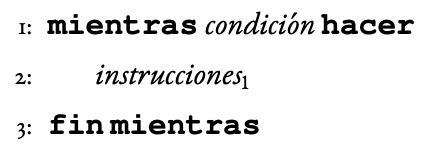 1: mientras condición hacer
2: instrucciones₁
3: fin mientras